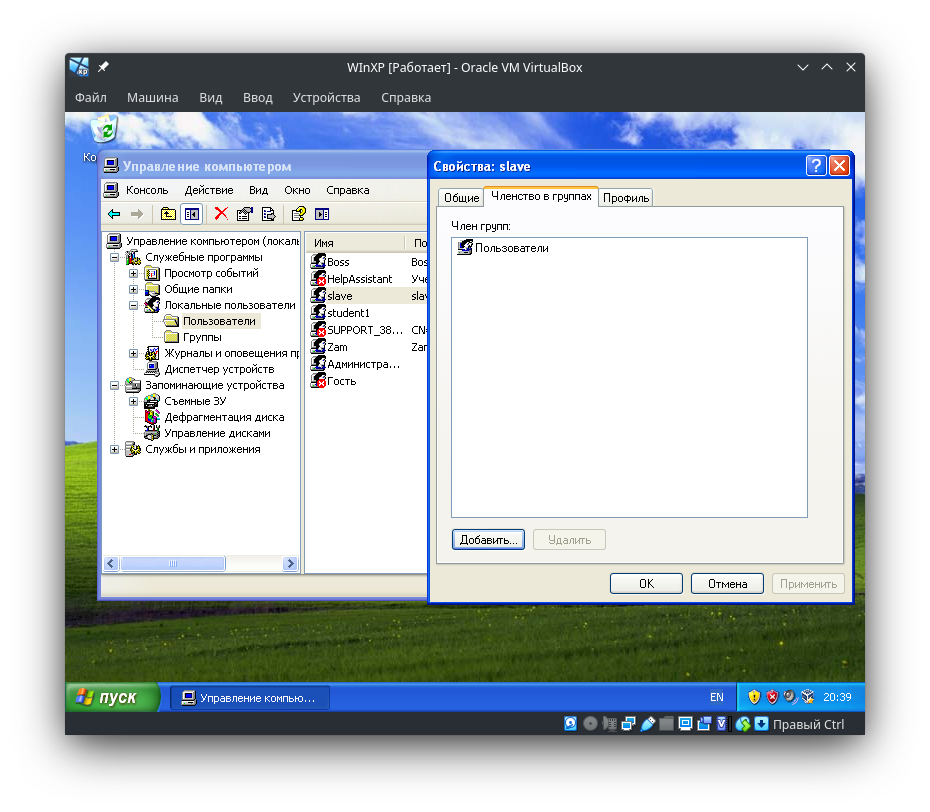 WInXP [Работает] - Oracle VM VirtualBox
Файл Машина Вид Ввод Устройства Справка
Ко
Управление компьютером
Консоль Действие Вид Окно Справка
Управление компьютером (локаль
Служебные программы
Просмотр событий
Общие папки
Локальные пользователи
Пользователи
Группы
Журналы и оповещения пр
Диспетчер устройств
Запоминающие устройства
Съемные ЗУ
Дефрагментация диска
Управление дисками
Службы и приложения
Имя По
Boss Bos
HelpAssistant Уче
slave slav
student1
SUPPORT_38... CN=
Zam Zam
Администра...
Гость
Свойства: slave
Общие Членство в группах Профиль
Член групп:
Пользователи
Добавить... Удалить
OK Отмена Применить
пуск Управление компью... EN 20:39
Правый Ctrl